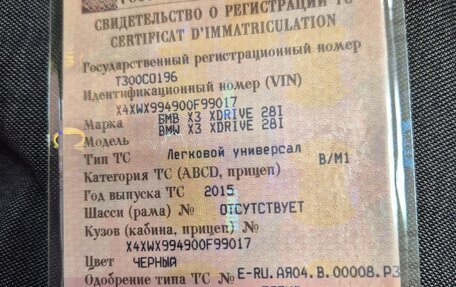 СВИДЕТЕЛЬСТВО О РЕГИСТРАЦИИ ТС
CERTIFICAT D'IMMATRICULATION
Государственный регистрационный номер
Т300СО196
Идентификационный номер (VIN)
X4XWX994900F99017
Марка БМВ X3 XDRIVE 28I
Модель BMW X3 XDRIVE 28I
Тип ТС Легковой универсал
Категория ТС (ABCD, прицеп) B/M1
Год выпуска ТС 2015
Шасси (рама) № ОТСУТСТВУЕТ
Кузов (кабина, прицеп) №
X4XWX994900F99017
Цвет ЧЕРНЫЙ
Одобрение типа ТС № E-RU.АЯ04.B.00008.P3